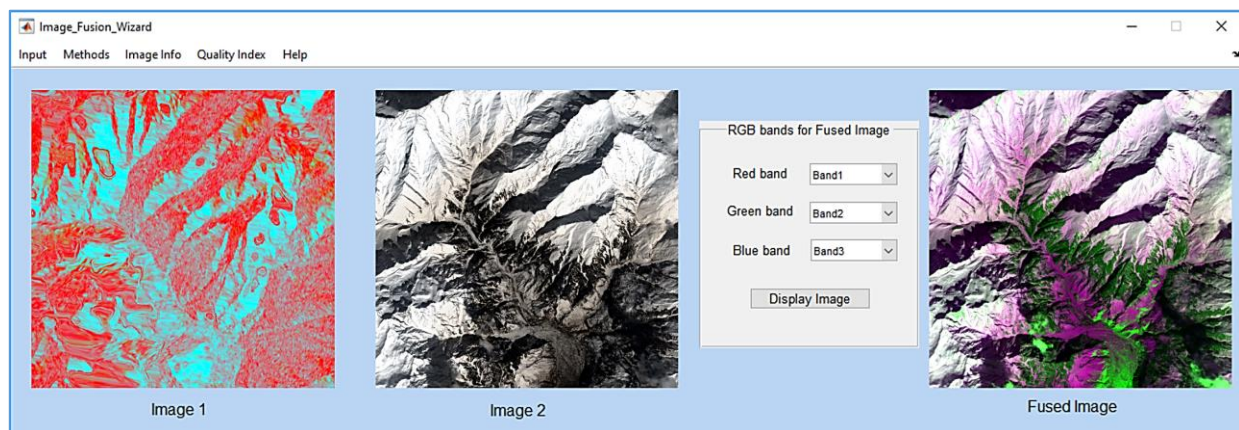 Image_Fusion_Wizard
Input Methods Image Info Quality Index Help
RGB bands for Fused Image
Red band Band1
Green band Band2
Blue band Band3
Display Image
Image 1
Image 2
Fused Image